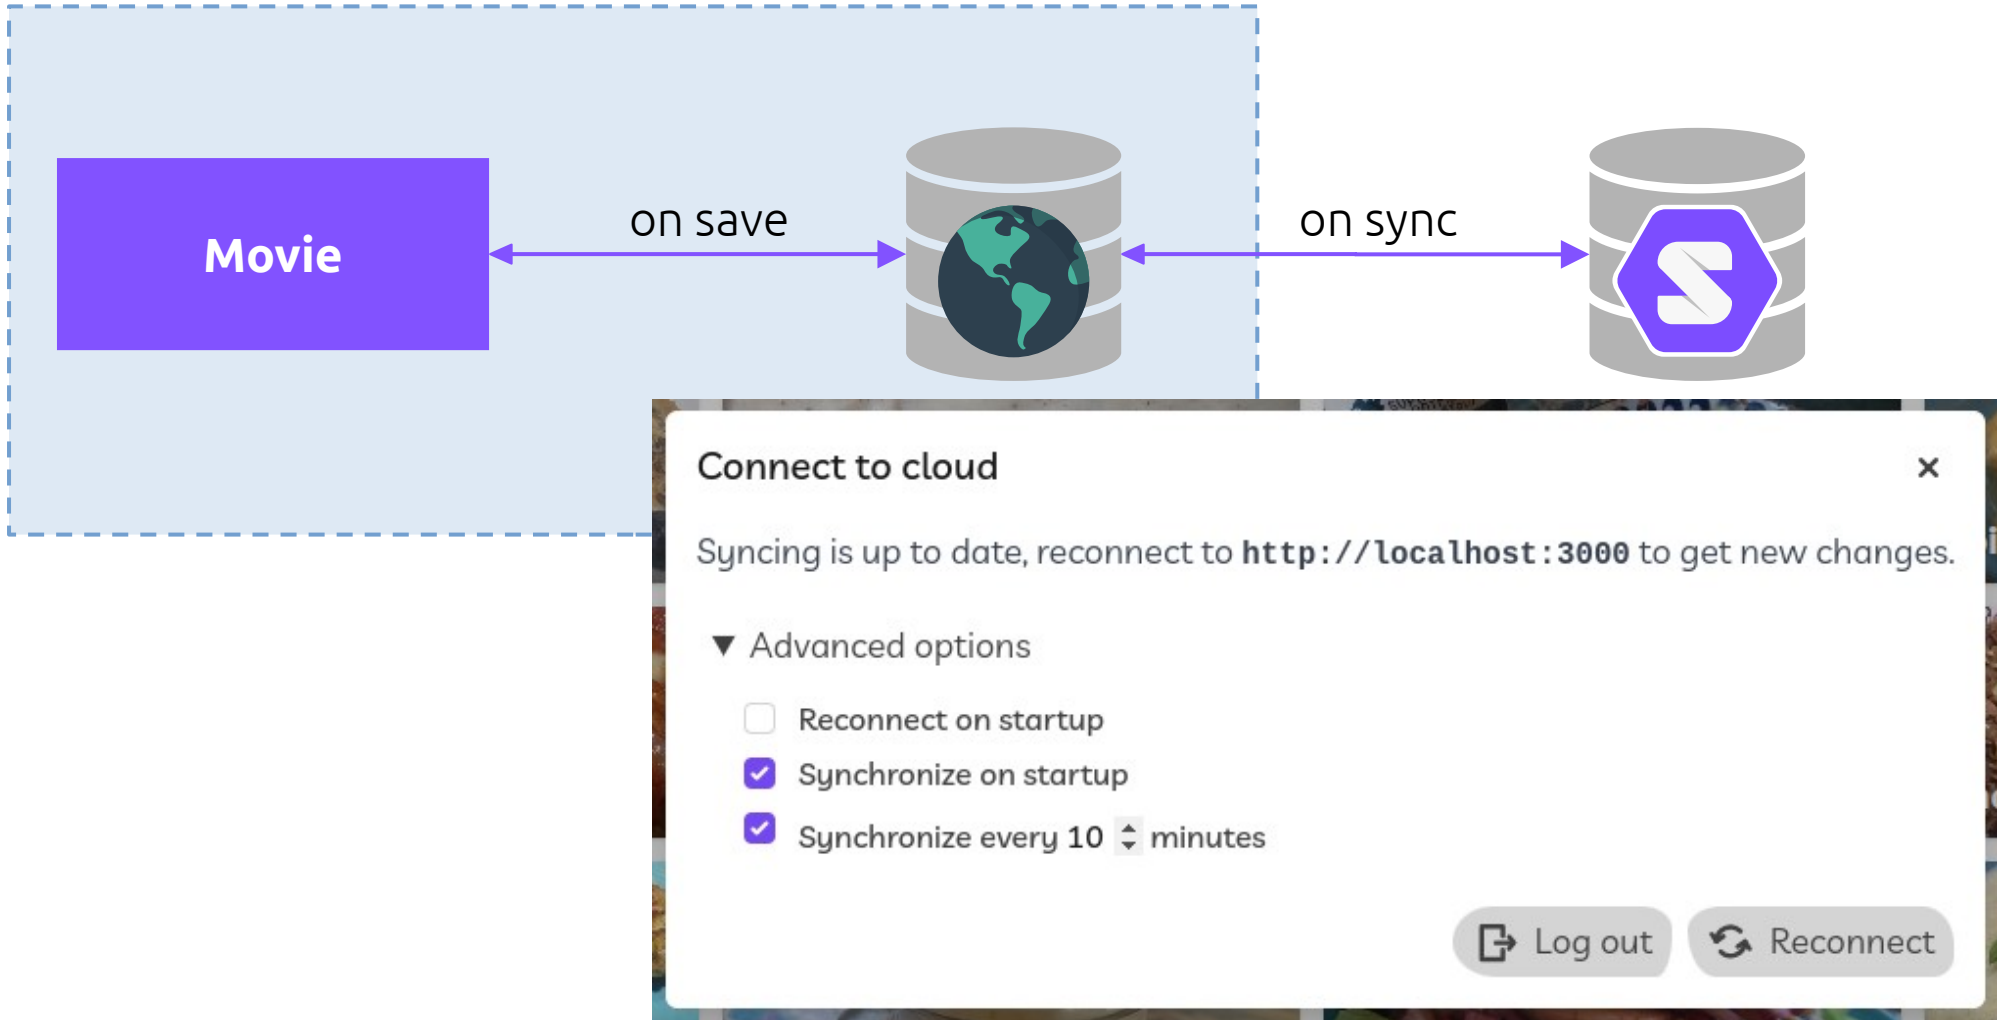 on save
on sync
Movie
Connect to cloud
Syncing is up to date, reconnect to http://localhost:3000 to get new changes.
Advanced options
Reconnect on startup
Synchronize on startup
Synchronize every 10 minutes
Log out
Reconnect